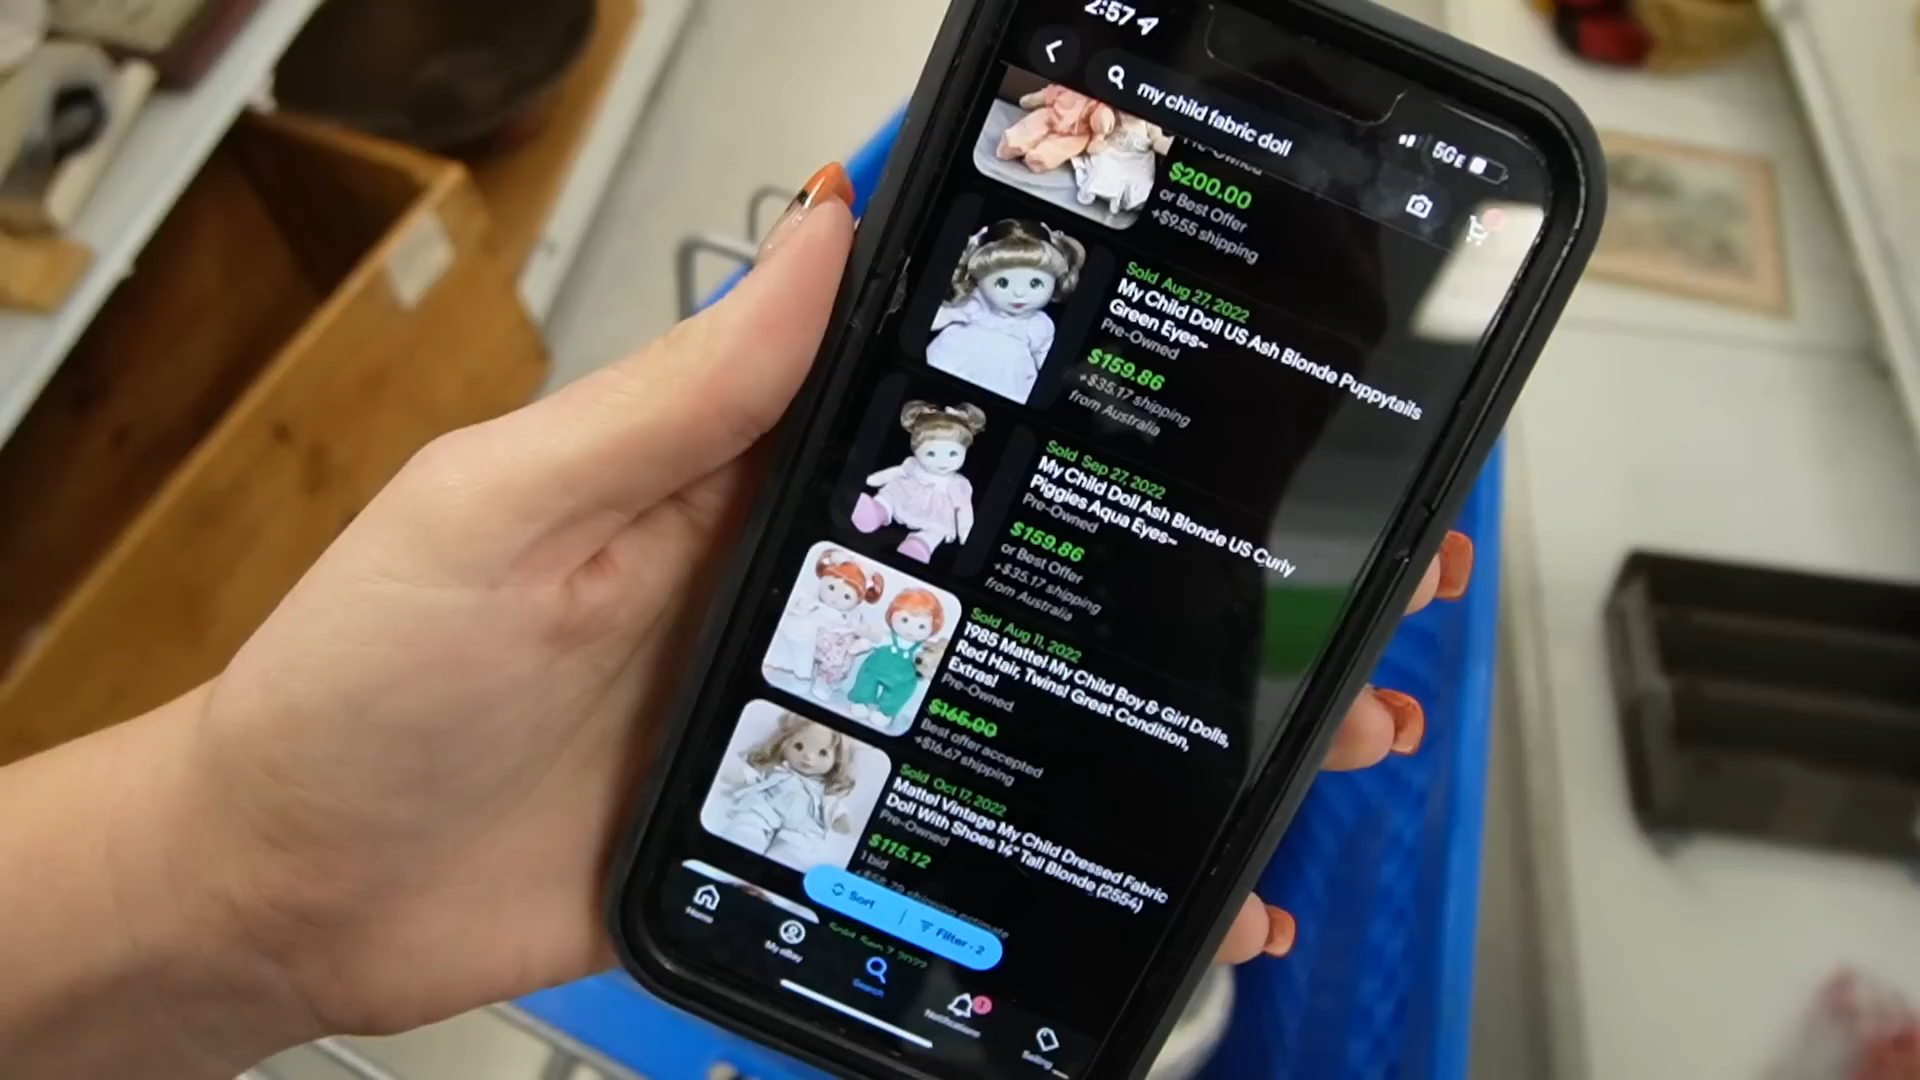 2:57
5GE
my child fabric doll
$200.00
or Best Offer
+$9.55 shipping
Sold Aug 27, 2022
My Child Doll US Ash Blonde Puppytails
Green Eyes~
Pre-Owned
$159.86
+$35.17 shipping
from Australia
Sold Sep 27, 2022
My Child Doll Ash Blonde US Curly
Piggies Aqua Eyes~
Pre-Owned
$159.86
or Best Offer
+$35.17 shipping
from Australia
Sold Aug 11, 2022
1985 Mattel My Child Boy & Girl Dolls,
Red Hair, Twins! Great Condition,
Extras!
Pre-Owned
$165.00
Best offer accepted
+$16.67 shipping
Sold Oct 17, 2022
Mattel Vintage My Child Dressed Fabric
Doll With Shoes 14" Tall Blonde (2554)
Pre-Owned
$115.12
1 bid
shipping estimate
Sort
Filter · 2
Home
My eBay
Search
Notifications
1
Selling